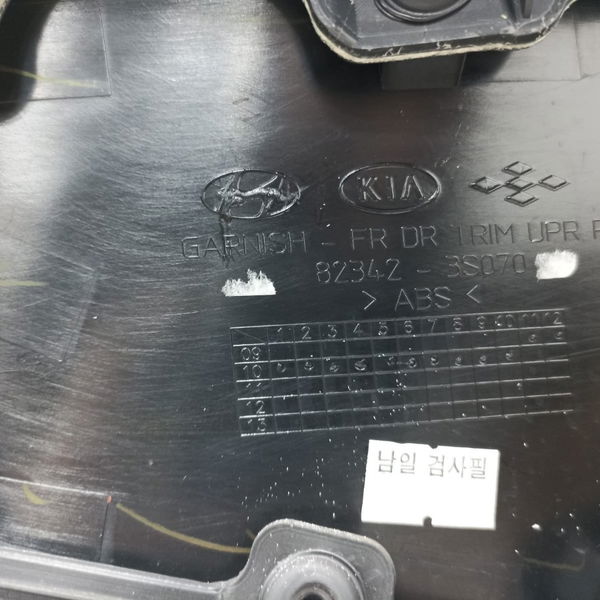 KIA
GARNISH - FR DR TRIM UPR
82342 - 3S070
> ABS <
1 2 3 4 5 6 7 8 9 10 11 12
09
10
11
12
13
남일 검사필